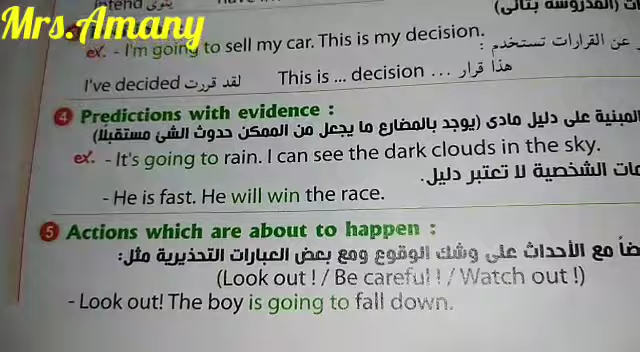 Mrs.Amany
intend ينوى
(المدروسة بتأنى)
ex. - I'm going to sell my car. This is my decision.
عن القرارات تستخدم :
I've decided لقد قررت This is ... decision ... هذا قرار
4 Predictions with evidence :
المبنية على دليل مادى (يوجد بالمضارع ما يجعل من الممكن حدوث الشئ مستقبلاً)
ex. - It's going to rain. I can see the dark clouds in the sky.
الشخصية لا تعتبر دليل.
- He is fast. He will win the race.
5 Actions which are about to happen :
مع الأحداث على وشك الوقوع ومع بعض العبارات التحذيرية مثل:
(Look out ! / Be careful ! / Watch out !)
- Look out! The boy is going to fall down.